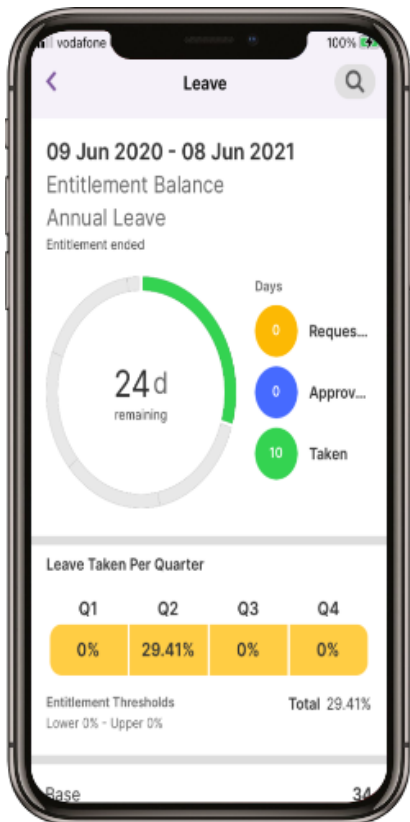 vodafone
100%
Leave
09 Jun 2020 - 08 Jun 2021
Entitlement Balance
Annual Leave
Entitlement ended
Days
0 Reques...
24d
remaining
0 Approv...
10 Taken
Leave Taken Per Quarter
Q1 Q2 Q3 Q4
0% 29.41% 0% 0%
Entitlement Thresholds
Total 29.41%
Lower 0% - Upper 0%
Base 34